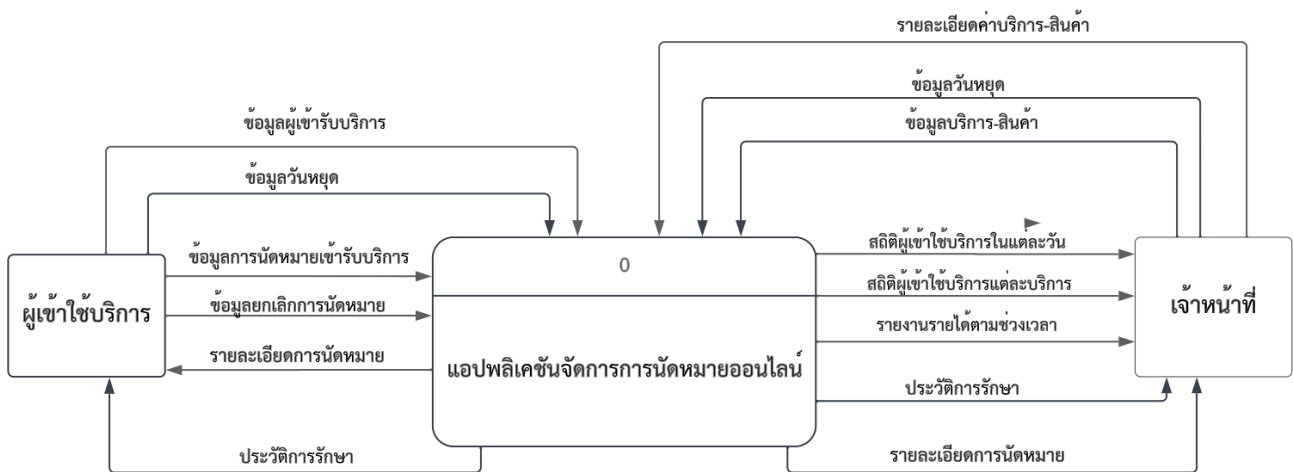 รายละเอียดค่าบริการ-สินค้า
ข้อมูลวันหยุด
ข้อมูลบริการ-สินค้า
ข้อมูลผู้เข้ารับบริการ
ข้อมูลวันหยุด
ข้อมูลการนัดหมายเข้ารับบริการ
ข้อมูลยกเลิกการนัดหมาย
รายละเอียดการนัดหมาย
ประวัติการรักษา
ผู้เข้าใช้บริการ
0
แอปพลิเคชันจัดการการนัดหมายออนไลน์
สถิติผู้เข้าใช้บริการในแต่ละวัน
สถิติผู้เข้าใช้บริการแต่ละบริการ
รายงานรายได้ตามช่วงเวลา
ประวัติการรักษา
รายละเอียดการนัดหมาย
เจ้าหน้าที่